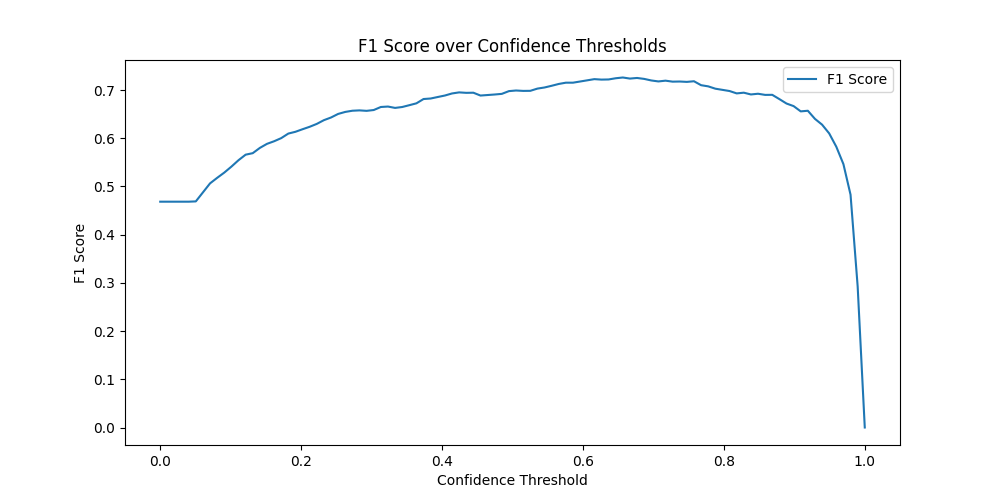 F1 Score over Confidence Thresholds
F1 Score
0.7
0.6
0.5
0.4
0.3
0.2
0.1
0.0
F1 Score
0.0 0.2 0.4 0.6 0.8 1.0
Confidence Threshold